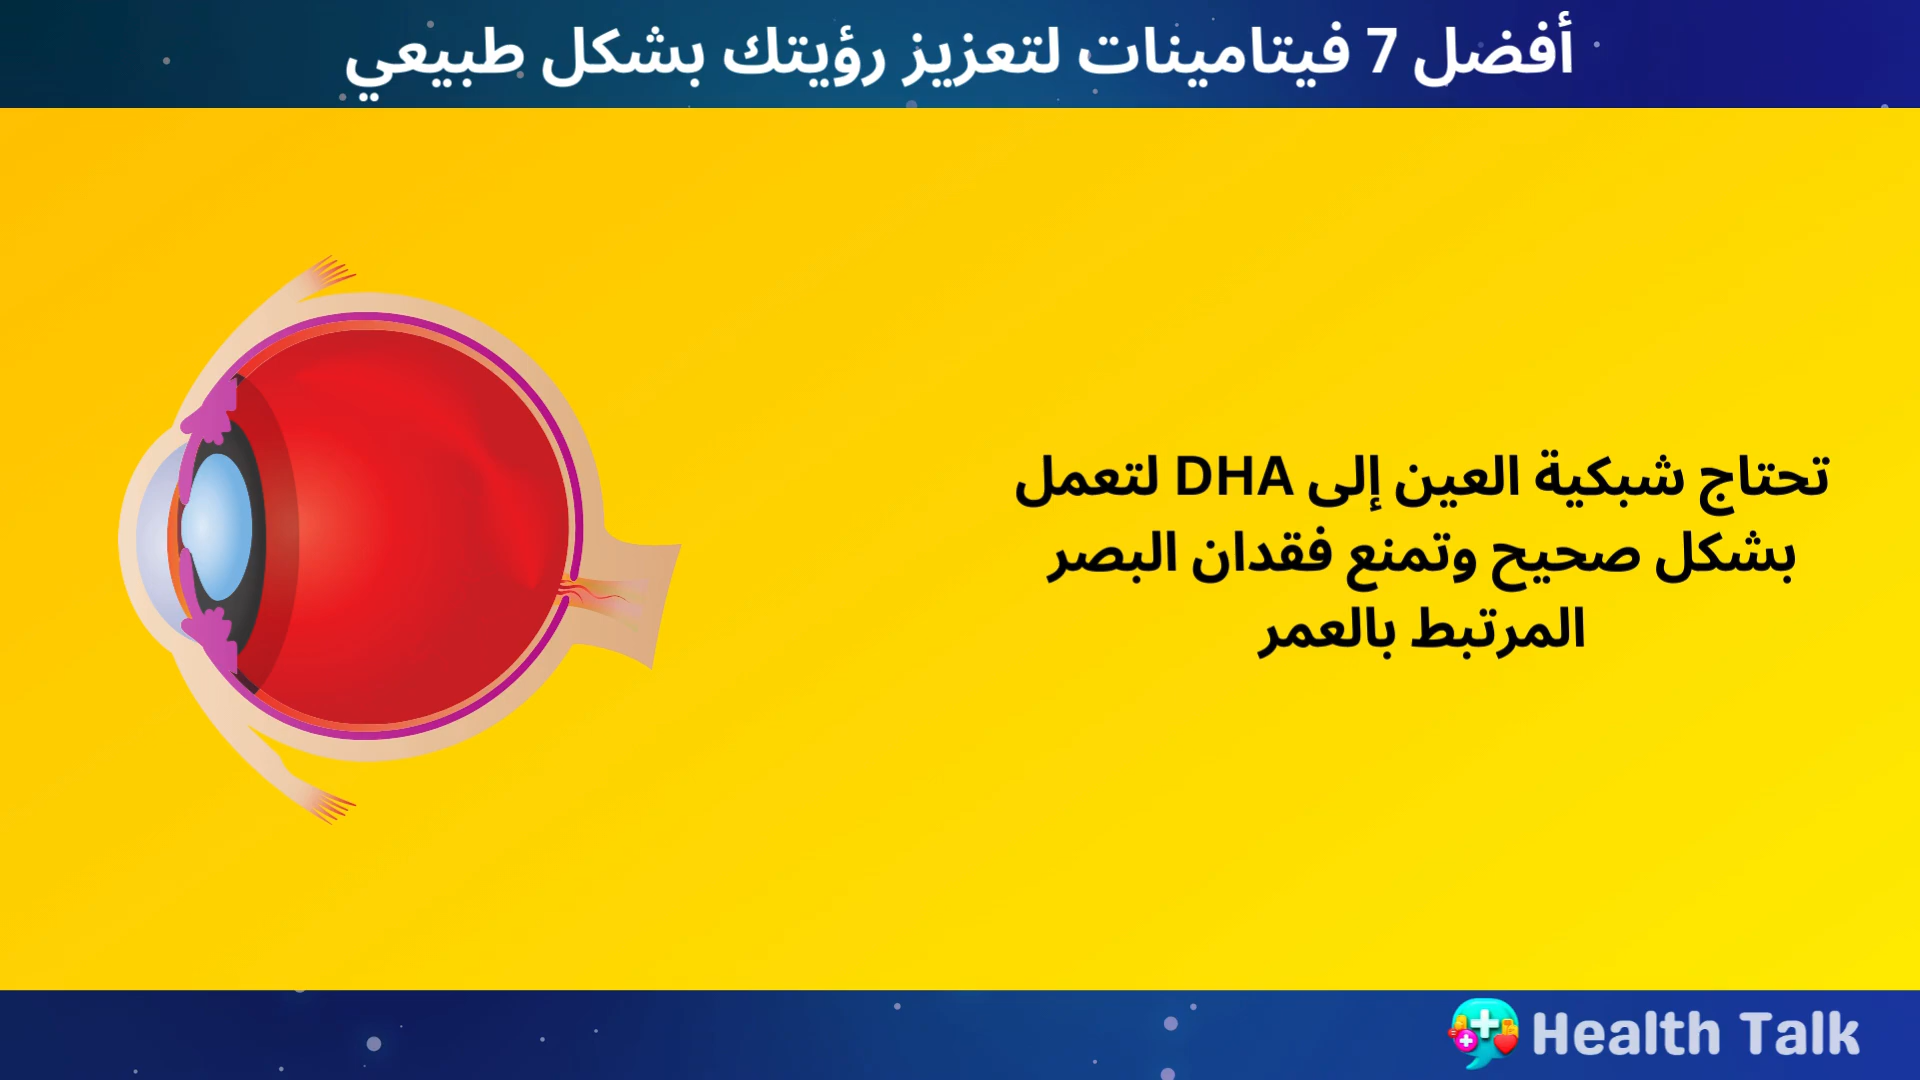 أفضل 7 فيتامينات لتعزيز رؤيتك بشكل طبيعي
تحتاج شبكية العين إلى DHA لتعمل
بشكل صحيح وتمنع فقدان البصر
المرتبط بالعمر
Health Talk